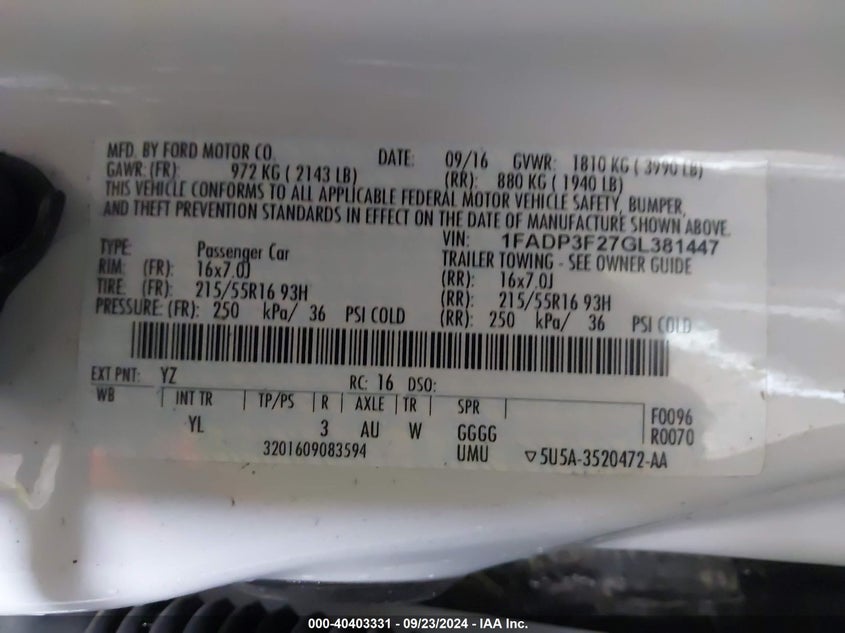 MFD. BY FORD MOTOR CO. DATE: 09/16 GVWR: 1810 KG ( 3990 LB)
GAWR: (FR): 972 KG ( 2143 LB) (RR): 880 KG ( 1940 LB)
THIS VEHICLE CONFORMS TO ALL APPLICABLE FEDERAL MOTOR VEHICLE SAFETY, BUMPER,
AND THEFT PREVENTION STANDARDS IN EFFECT ON THE DATE OF MANUFACTURE SHOWN ABOVE.
VIN: 1FADP3F27GL381447
TYPE: Passenger Car TRAILER TOWING - SEE OWNER GUIDE
RIM: (FR): 16x7.0J (RR): 16x7.0J
TIRE: (FR): 215/55R16 93H (RR): 215/55R16 93H
PRESSURE: (FR): 250 kPa/ 36 PSI COLD (RR): 250 kPa/ 36 PSI COLD
EXT PNT: YZ RC: 16 DSO:
WB INT TR TP/PS R AXLE TR SPR F0096
YL 3 AU W GGGG R0070
3201609083594 UMU ▽5U5A-3520472-AA
000-40403331 - 09/23/2024 - IAA Inc.